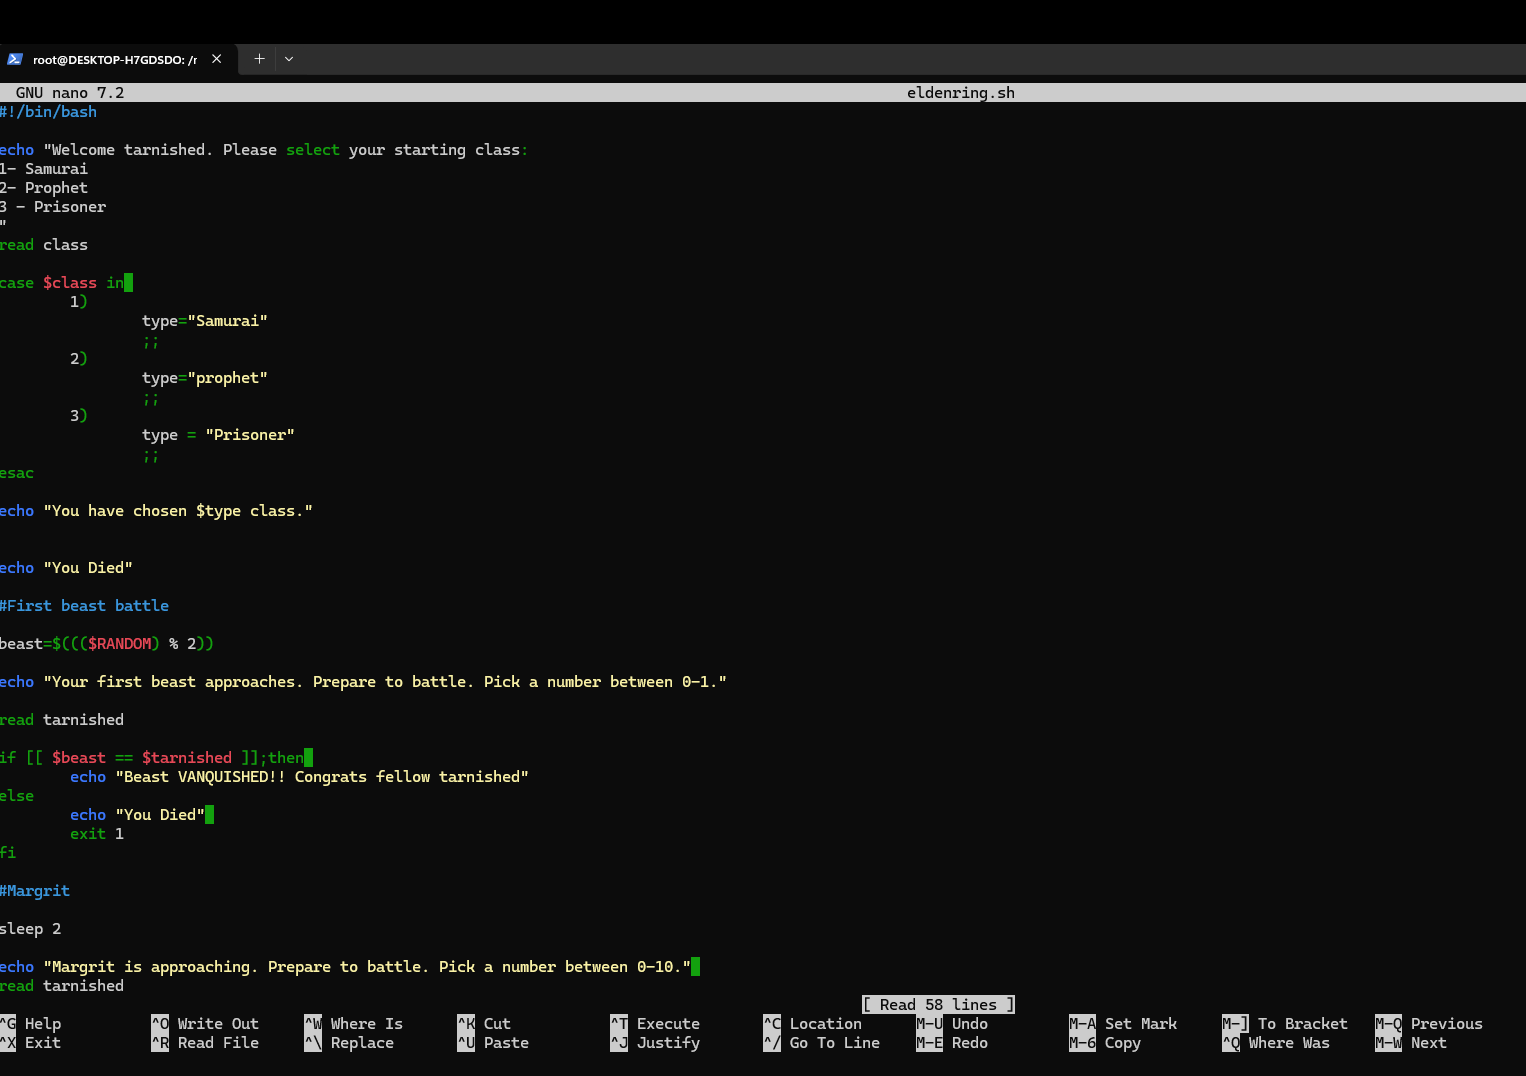 root@DESKTOP-H7GDSDO: /r
GNU nano 7.2 eldenring.sh
#!/bin/bash
echo "Welcome tarnished. Please select your starting class:
1- Samurai
2- Prophet
3 - Prisoner
"
read class
case $class in
1)
type="Samurai"
;;
2)
type="prophet"
;;
3)
type = "Prisoner"
;;
esac
echo "You have chosen $type class."
echo "You Died"
#First beast battle
beast=$((($RANDOM) % 2))
echo "Your first beast approaches. Prepare to battle. Pick a number between 0-1."
read tarnished
if [[ $beast == $tarnished ]];then
echo "Beast VANQUISHED!! Congrats fellow tarnished"
else
echo "You Died"
exit 1
fi
#Margrit
sleep 2
echo "Margrit is approaching. Prepare to battle. Pick a number between 0-10."
read tarnished
[ Read 58 lines ]
^G Help ^O Write Out ^W Where Is ^K Cut ^T Execute ^C Location M-U Undo M-A Set Mark M-] To Bracket M-Q Previous
^X Exit ^R Read File ^\ Replace ^U Paste ^J Justify ^/ Go To Line M-E Redo M-6 Copy ^Q Where Was M-W Next